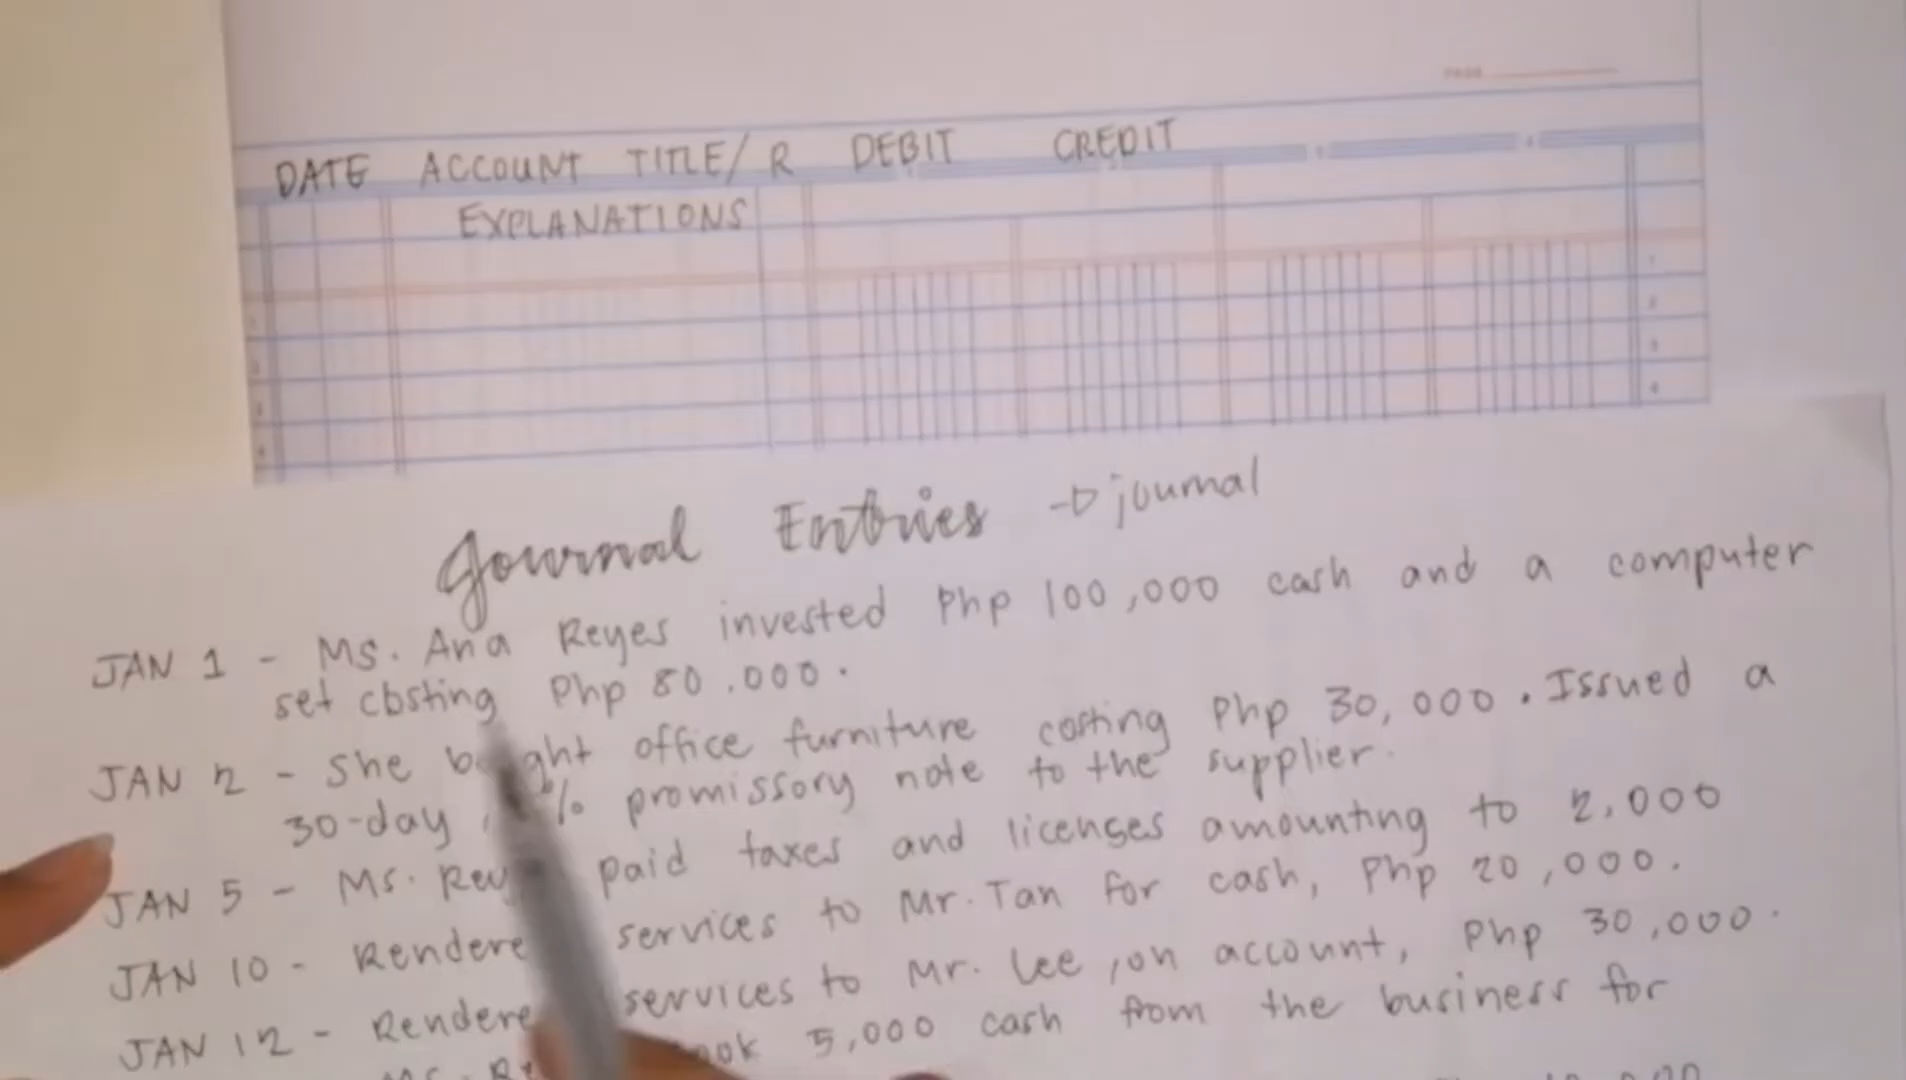 PAGE
DATE ACCOUNT TITLE/ R DEBIT CREDIT
EXPLANATIONS
Journal Entries → journal
JAN 1 - Ms. Ana Reyes invested Php 100,000 cash and a computer
set cbsting Php 80.000.
JAN 2 - She costing office furniture costing Php 30,000. Issued a
30-day % promissory note to the supplier.
JAN 5 - Ms. paid taxes and licenses amounting to 2,000
JAN 10 - services to Mr. Tan for cash, Php 20,000.
JAN 12 - services to Mr. Lee, on account, Php 30,000.
5,000 cash from the business for